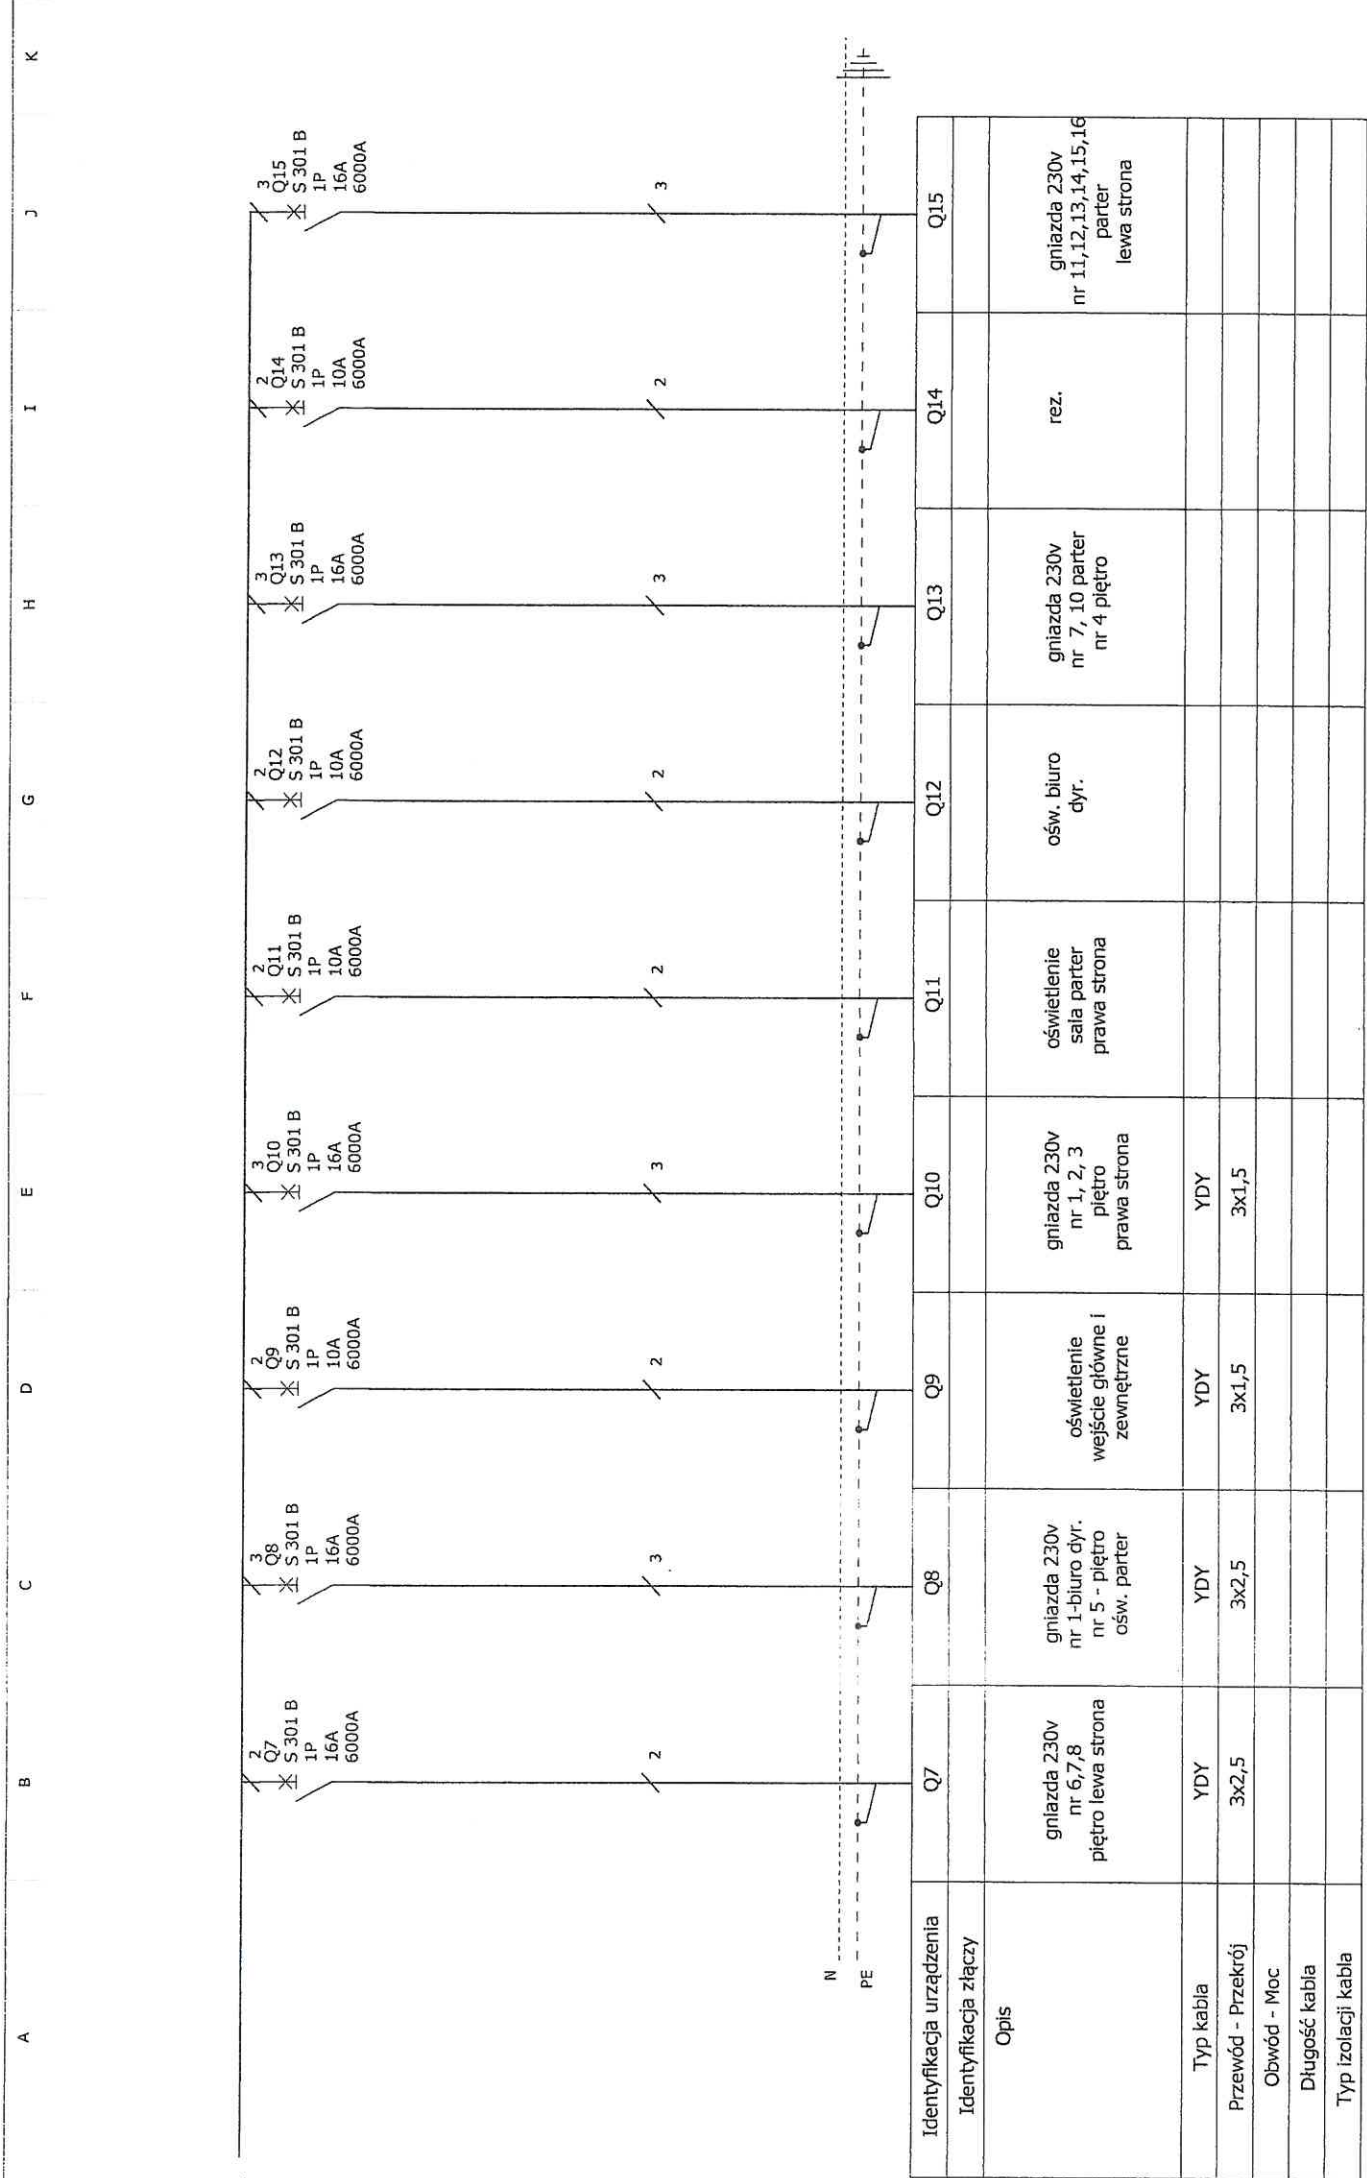 A
B
C
D
E
F
G
H
I
J
K
2
Q7
S 301 B
1P
16A
6000A
3
Q8
S 301 B
1P
16A
6000A
2
Q9
S 301 B
1P
10A
6000A
3
Q10
S 301 B
1P
16A
6000A
2
Q11
S 301 B
1P
10A
6000A
2
Q12
S 301 B
1P
10A
6000A
3
Q13
S 301 B
1P
16A
6000A
2
Q14
S 301 B
1P
10A
6000A
3
Q15
S 301 B
1P
16A
6000A
2
3
2
3
2
2
3
2
3
N
PE
Identyfikacja urządzenia
Q7
Q8
Q9
Q10
Q11
Q12
Q13
Q14
Q15
Identyfikacja złączy
Opis
gniazda 230v
nr 6,7,8
piętro lewa strona
gniazda 230v
nr 1-biuro dyr.
nr 5 - piętro
ośw. parter
oświetlenie
wejście główne i
zewnętrzne
gniazda 230v
nr 1, 2, 3
piętro
prawa strona
oświetlenie
sala parter
prawa strona
ośw. biuro
dyr.
gniazda 230v
nr 7, 10 parter
nr 4 piętro
rez.
gniazda 230v
nr 11,12,13,14,15,16
parter
lewa strona
Typ kabla
YDY
YDY
YDY
YDY
Przewód - Przekrój
3x2,5
3x2,5
3x1,5
3x1,5
Obwód - Moc
Długość kabla
Typ izolacji kabla